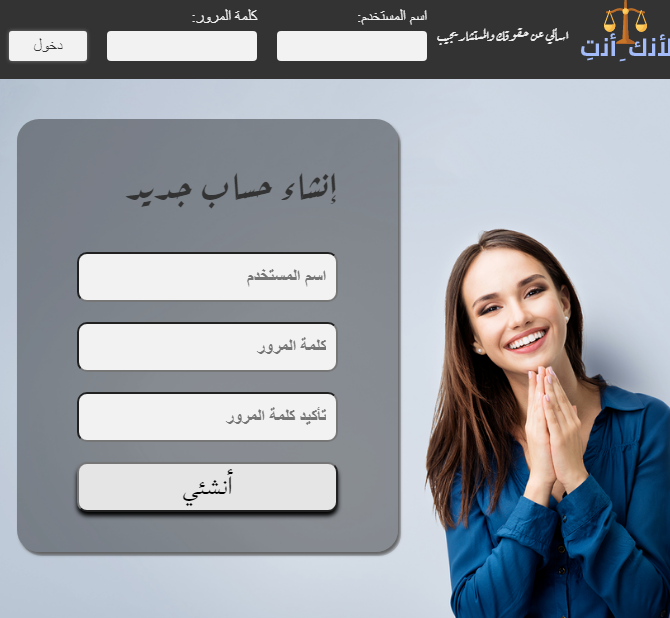 لأنك ِ أنتِ
اسألي عن حقوقك والمستشار يجيب
اسم المستخدم:
كلمة المرور:
دخول
إنشاء حساب جديد
اسم المستخدم
كلمة المرور
تأكيد كلمة المرور
أنشئي